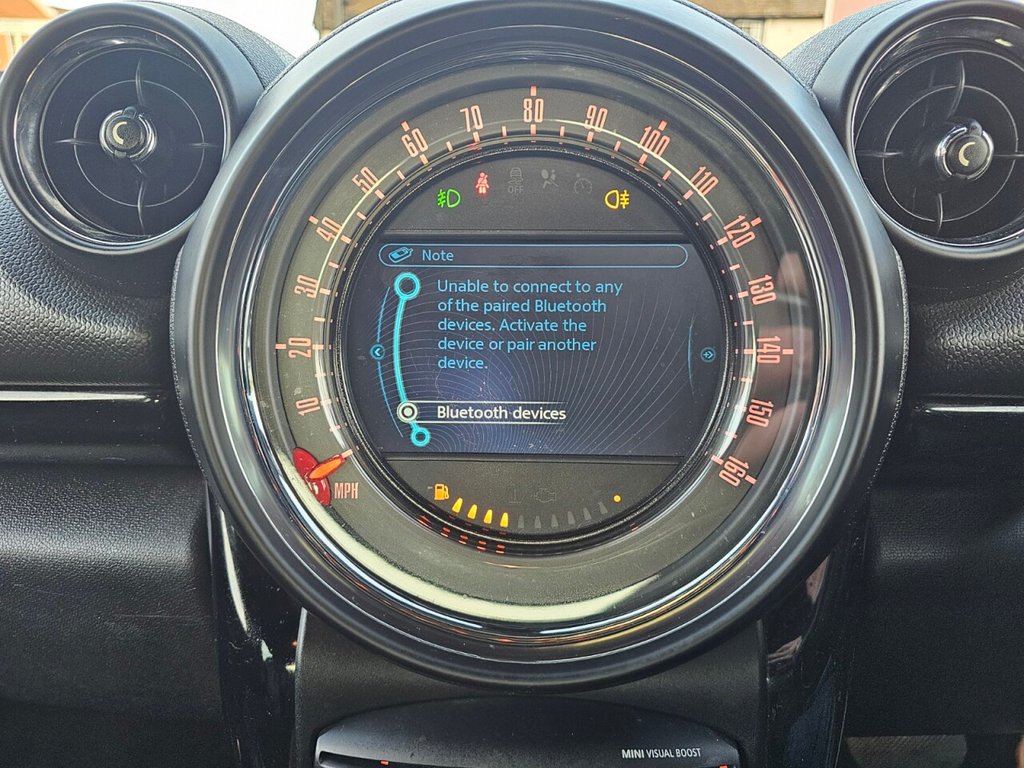 80
70
90
60
100
50
110
OFF
40
120
Note
Unable to connect to any
of the paired Bluetooth
devices. Activate the
device or pair another
device.
30
130
20
140
10
150
Bluetooth devices
160
MPH
MINI VISUAL BOOST